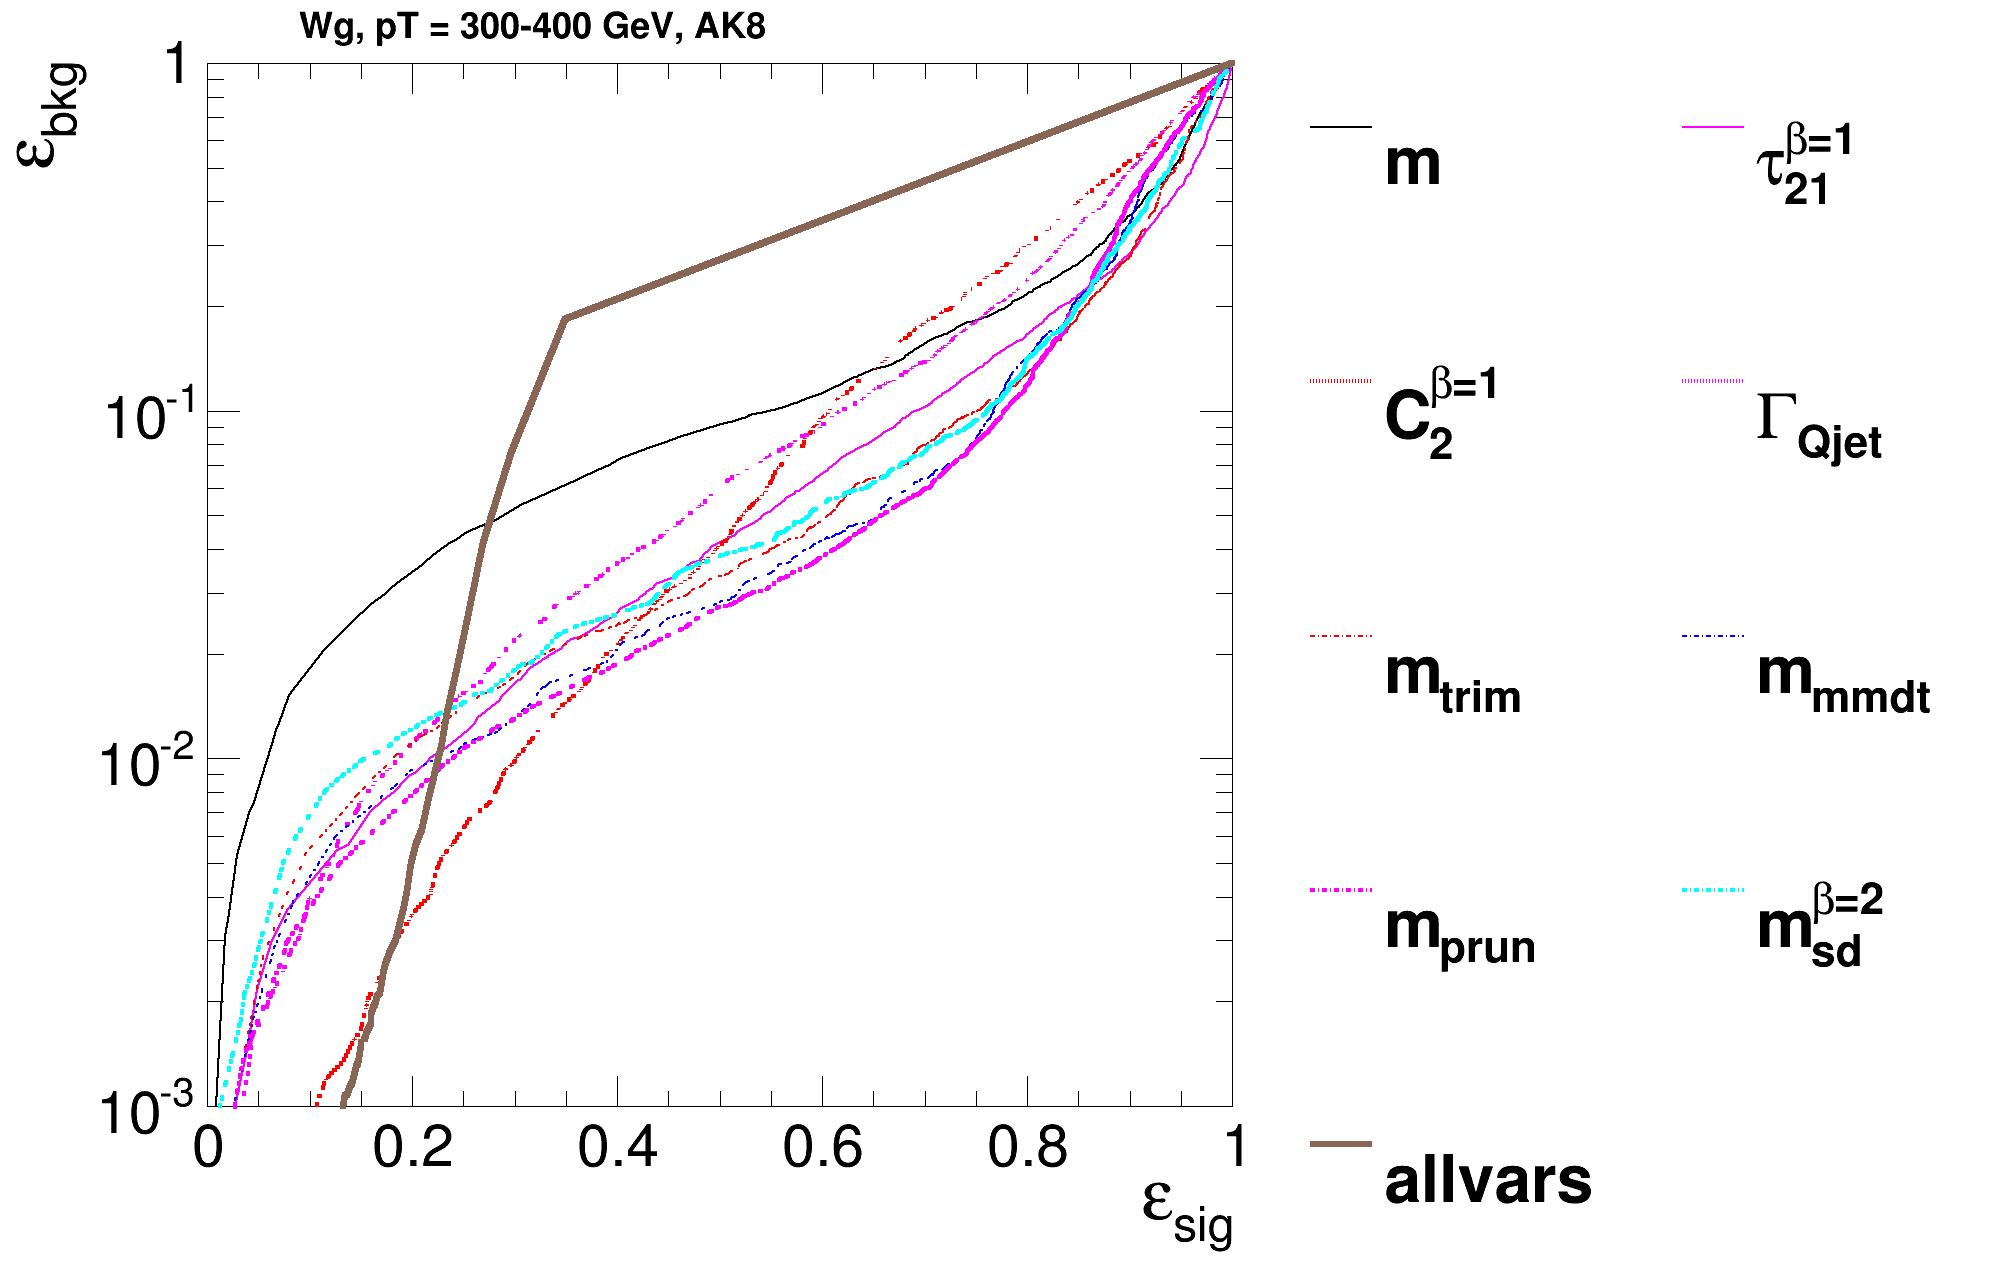 Wg, pT = 300-400 GeV, AK8
ε_bkg
1
10^-1
10^-2
10^-3
0 0.2 0.4 0.6 0.8 1
ε_sig
m
τ_21^β=1
C_2^β=1
Γ_Qjet
m_trim
m_mmdt
m_prun
m_sd^β=2
allvars